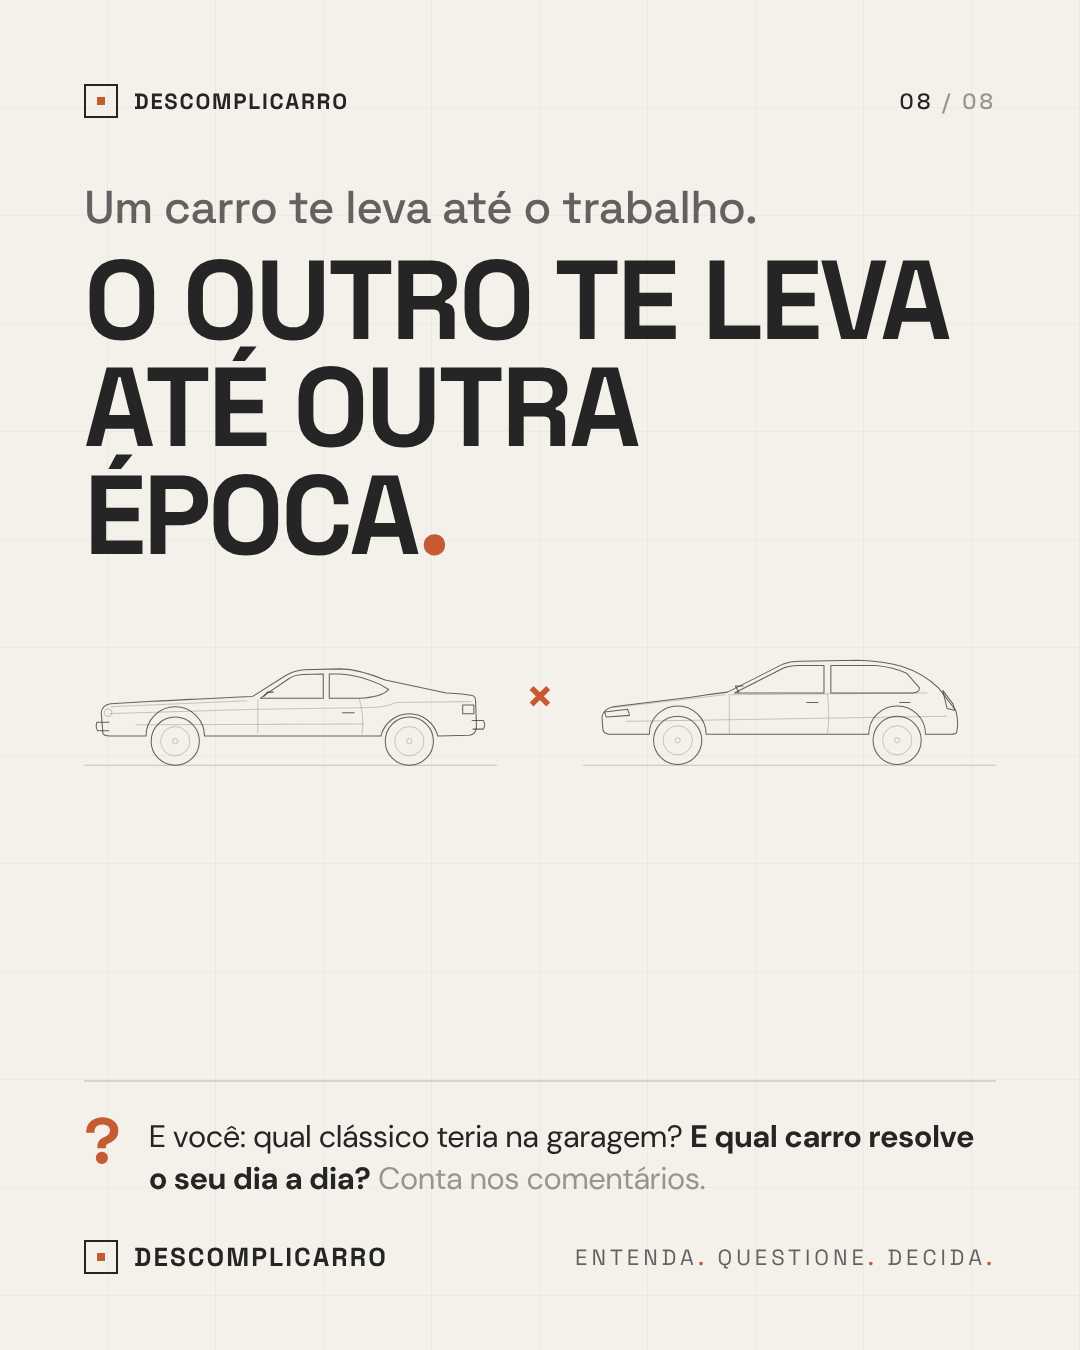 DESCOMPLICARRO
08 / 08
Um carro te leva até o trabalho.
O OUTRO TE LEVA
ATÉ OUTRA
ÉPOCA.
×
? E você: qual clássico teria na garagem? E qual carro resolve
o seu dia a dia? Conta nos comentários.
DESCOMPLICARRO
ENTENDA. QUESTIONE. DECIDA.